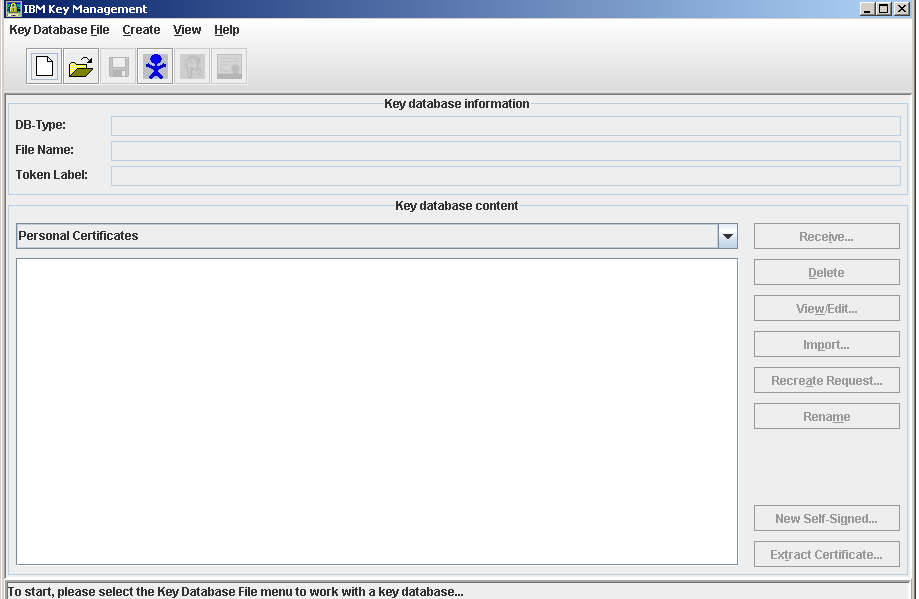 IBM Key Management
Key Database File Create View Help
Key database information
DB-Type:
File Name:
Token Label:
Key database content
Personal Certificates
Receive...
Delete
View/Edit...
Import...
Recreate Request...
Rename
New Self-Signed...
Extract Certificate...
To start, please select the Key Database File menu to work with a key database...